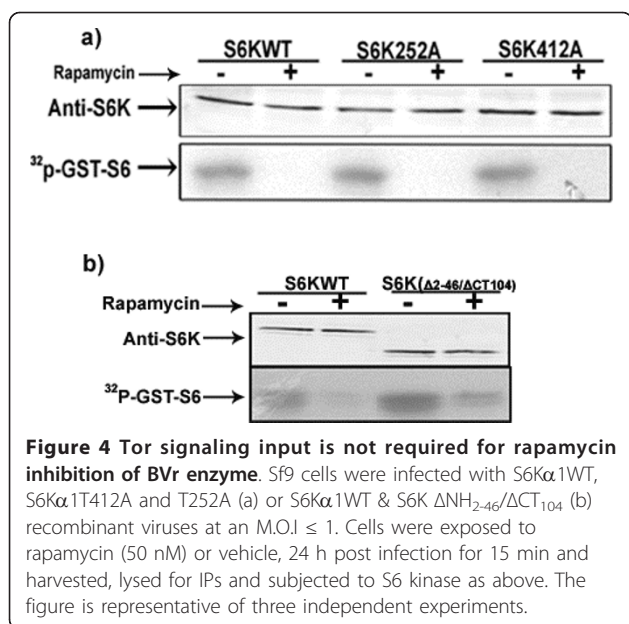 a)
S6KWT S6K252A S6K412A
Rapamycin - + - + - +
Anti-S6K
³²p-GST-S6
b)
S6KWT S6K(Δ2-46/ΔCT104)
Rapamycin - + - +
Anti-S6K
³²P-GST-S6
Figure 4 Tor signaling input is not required for rapamycin
inhibition of BVr enzyme. Sf9 cells were infected with S6Kα1WT,
S6Kα1T412A and T252A (a) or S6Kα1WT & S6K ΔNH₂₋₄₆/ΔCT₁₀₄ (b)
recombinant viruses at an M.O.I ≤ 1. Cells were exposed to
rapamycin (50 nM) or vehicle, 24 h post infection for 15 min and
harvested, lysed for IPs and subjected to S6 kinase as above. The
figure is representative of three independent experiments.